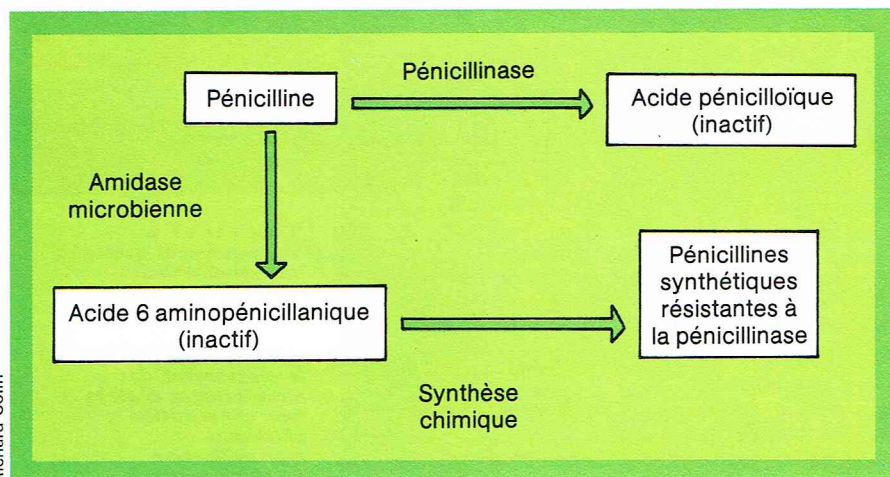 Pénicillinase
Pénicilline
Acide pénicilloïque
(inactif)
Amidase
microbienne
Acide 6 aminopénicillanique
(inactif)
Pénicillines
synthétiques
résistantes à
la pénicillinase
Synthèse
chimique